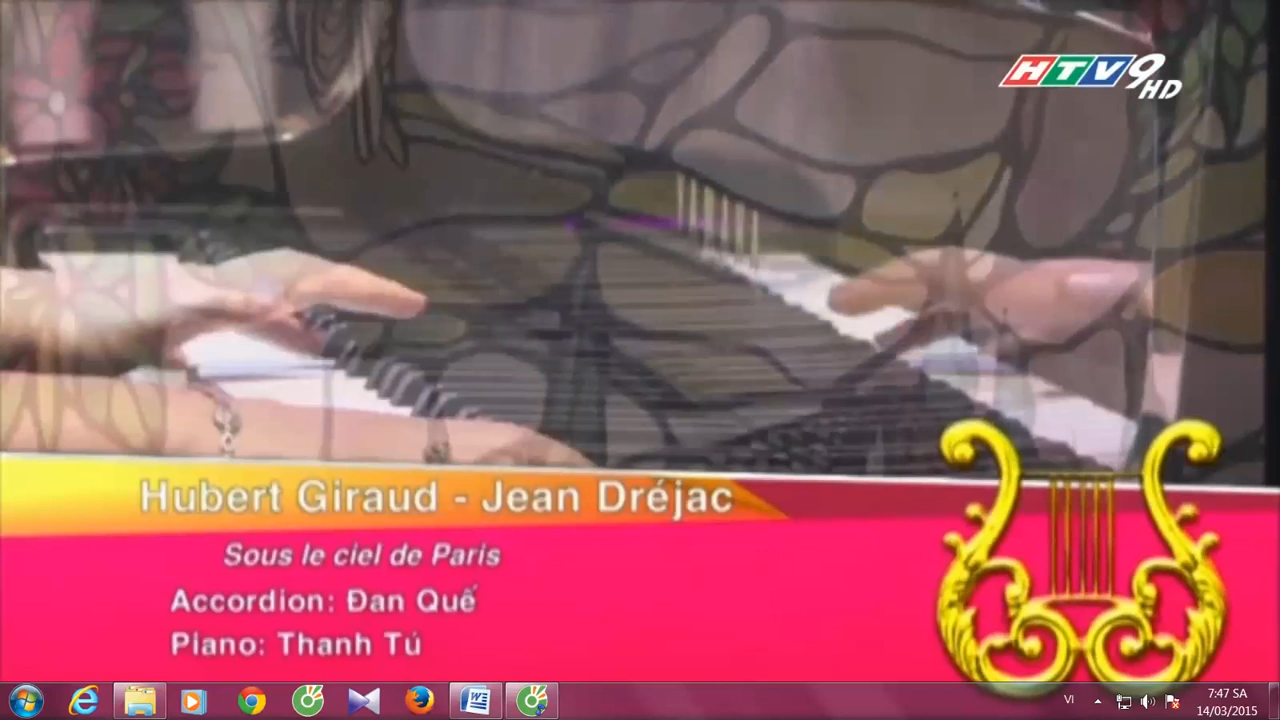 HTV9 HD
Hubert Giraud - Jean Dréjac
Sous le ciel de Paris
Accordion: Đan Quế
Piano: Thanh Tú
VI
7:47 SA
14/03/2015